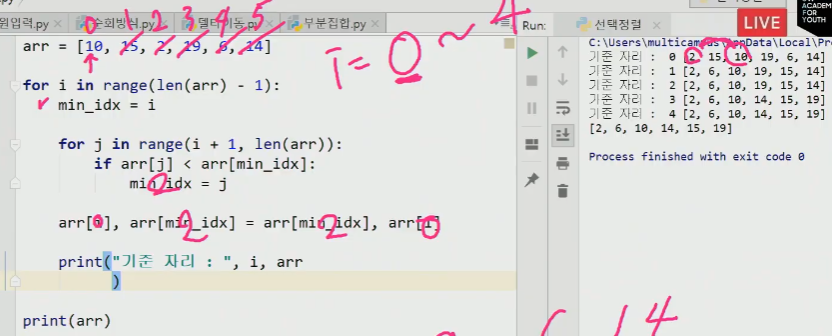 원입력.py 순회방식.py 델타이동.py 부분집합.py Run: 선택정렬
LIVE
ACADEMY
FOR
YOUTH
0 1 2 3 4 5
arr = [10, 15, 2, 19, 6, 14]
i = 0 ~ 4
for i in range(len(arr) - 1):
min_idx = i
for j in range(i + 1, len(arr)):
if arr[j] < arr[min_idx]:
min_idx = j
2
arr[i], arr[min_idx] = arr[min_idx], arr[i]
0 2 2 0
print("기준 자리 : ", i, arr
)
print(arr)
14
C:\Users\multicampus\AppData\Local\Pro
기준 자리 : 0 [2, 15, 10, 19, 6, 14]
기준 자리 : 1 [2, 6, 10, 19, 15, 14]
기준 자리 : 2 [2, 6, 10, 19, 15, 14]
기준 자리 : 3 [2, 6, 10, 14, 15, 19]
기준 자리 : 4 [2, 6, 10, 14, 15, 19]
[2, 6, 10, 14, 15, 19]
Process finished with exit code 0